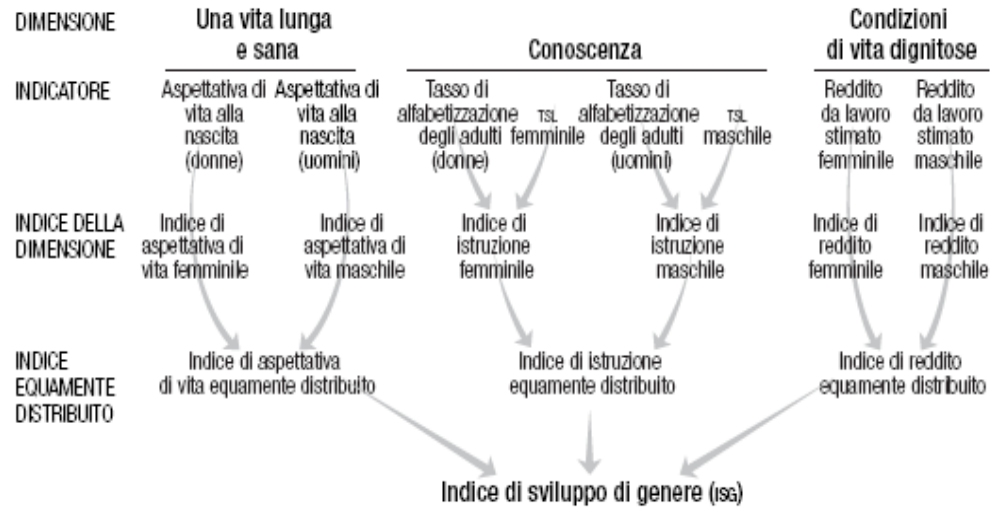 DIMENSIONE
Una vita lunga
e sana
Conoscenza
Condizioni
di vita dignitose
INDICATORE
Aspettativa di
vita alla
nascita
(donne)
Aspettativa di
vita alla
nascita
(uomini)
Tasso di
alfabetizzazione
degli adulti
(donne)
TSL
femminile
Tasso di
alfabetizzazione
degli adulti
(uomini)
TSL
maschile
Reddito
da lavoro
stimato
femminile
Reddito
da lavoro
stimato
maschile
INDICE DELLA
DIMENSIONE
Indice di
aspettativa di
vita femminile
Indice di
aspettativa di
vita maschile
Indice di
istruzione
femminile
Indice di
istruzione
maschile
Indice di
reddito
femminile
Indice di
reddito
maschile
INDICE
EQUAMENTE
DISTRIBUITO
Indice di aspettativa
di vita equamente distribuito
Indice di istruzione
equamente distribuito
Indice di reddito
equamente distribuito
Indice di sviluppo di genere (ISG)